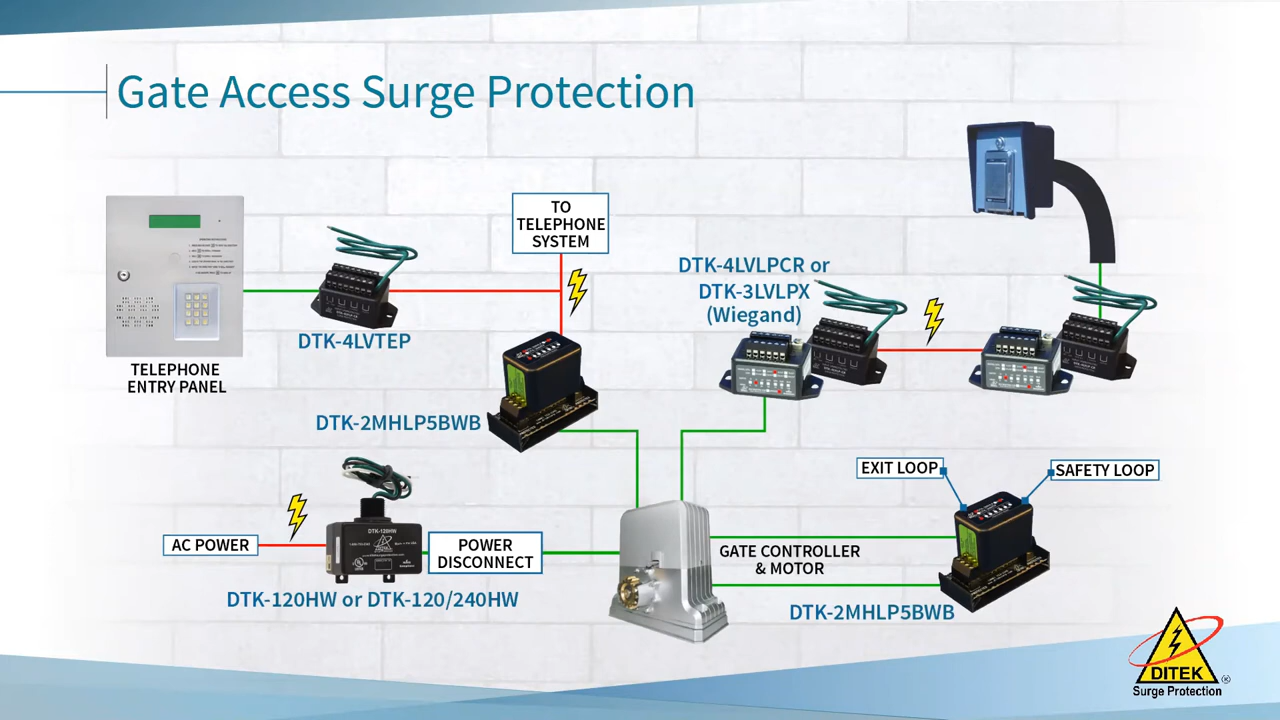 Gate Access Surge Protection
TO
TELEPHONE
SYSTEM
DTK-4LVLPCR or
DTK-3LVLPX
(Wiegand)
DTK-4LVTEP
TELEPHONE
ENTRY PANEL
DTK-2MHLP5BWB
EXIT LOOP
SAFETY LOOP
DTK-120HW
AC POWER
POWER
DISCONNECT
GATE CONTROLLER
& MOTOR
DTK-120HW or DTK-120/240HW
DTK-2MHLP5BWB
DITEK
®
Surge Protection